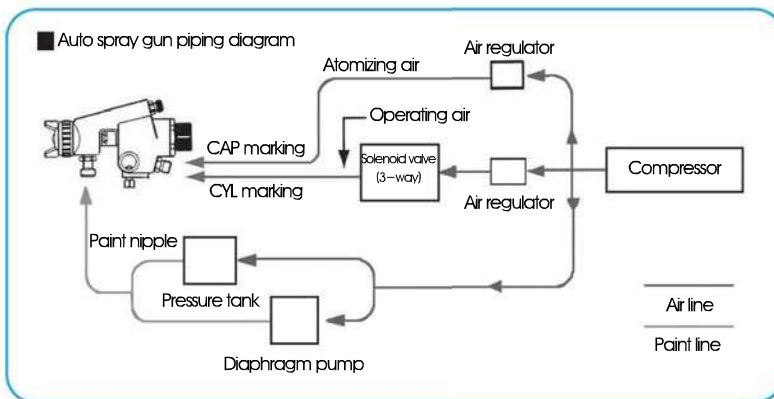 Auto spray gun piping diagram
Air regulator
Atomizing air
Operating air
CAP marking
Solenoid valve
(3-way)
Compressor
CYL marking
Air regulator
Paint nipple
Pressure tank
Air line
Paint line
Diaphragm pump